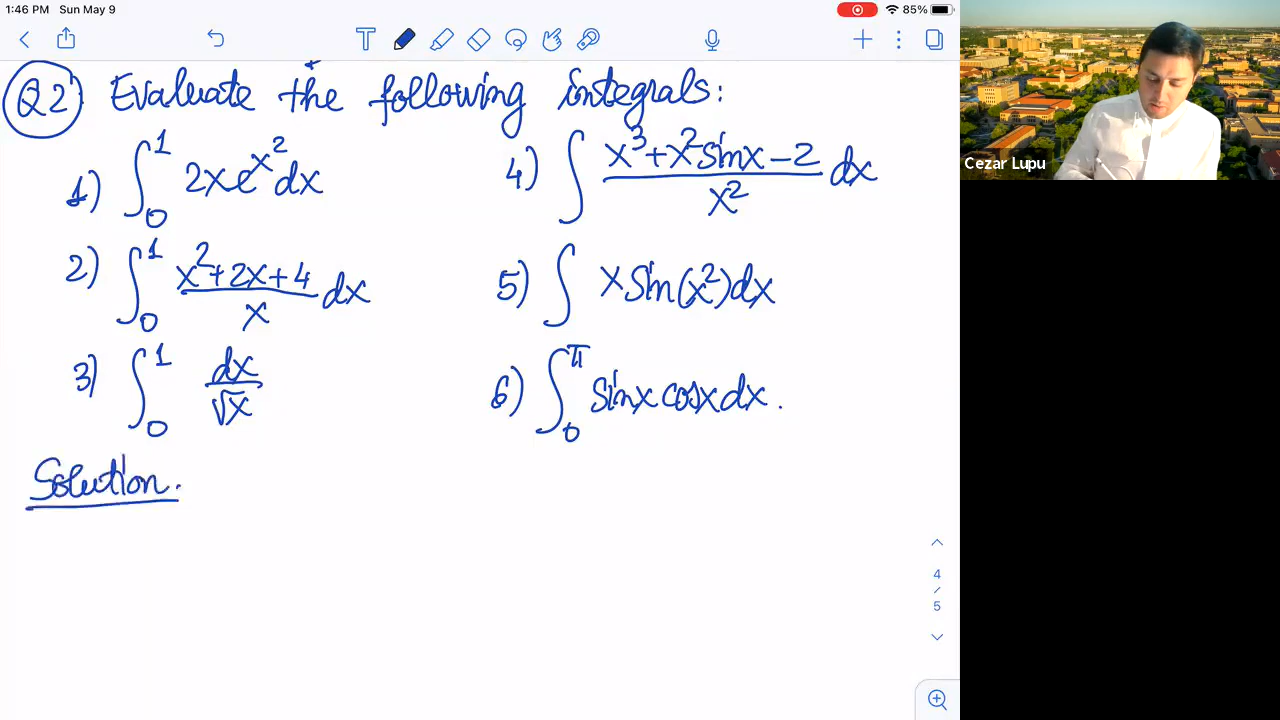 1:46 PM Sun May 9
85%
Q2) Evaluate the following integrals:
1) ∫₀¹ 2xe^{x²}dx
2) ∫₀¹ (x²+2x+4)/x dx
3) ∫₀¹ dx/√x
4) ∫ (x³+x²sinx−2)/x² dx
5) ∫ xsin(x²)dx
6) ∫₀^π sinx cosx dx.
Solution.
4
/
5
Cezar Lupu